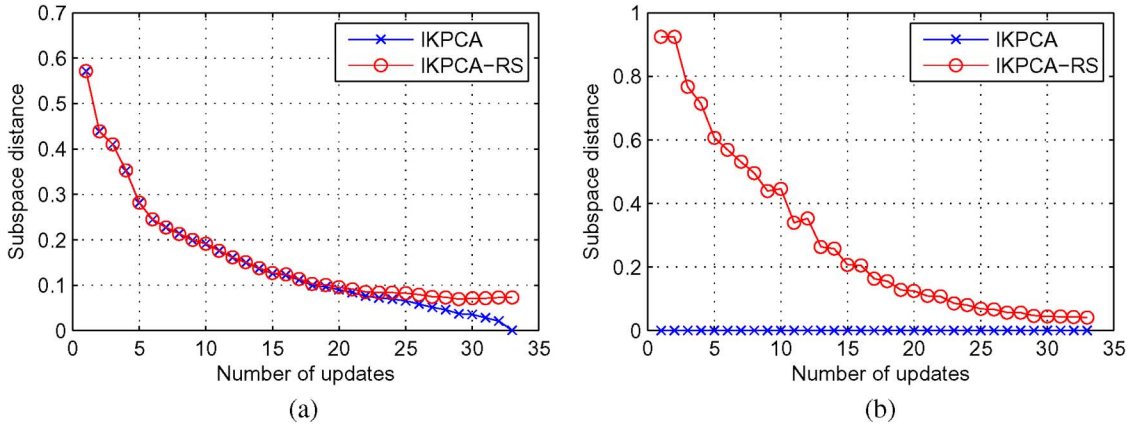 0.7
0.6
0.5
0.4
0.3
0.2
0.1
0
0 5 10 15 20 25 30 35
Subspace distance
Number of updates
IKPCA
IKPCA-RS
(a)
1
0.8
0.6
0.4
0.2
0
0 5 10 15 20 25 30 35
Subspace distance
Number of updates
IKPCA
IKPCA-RS
(b)